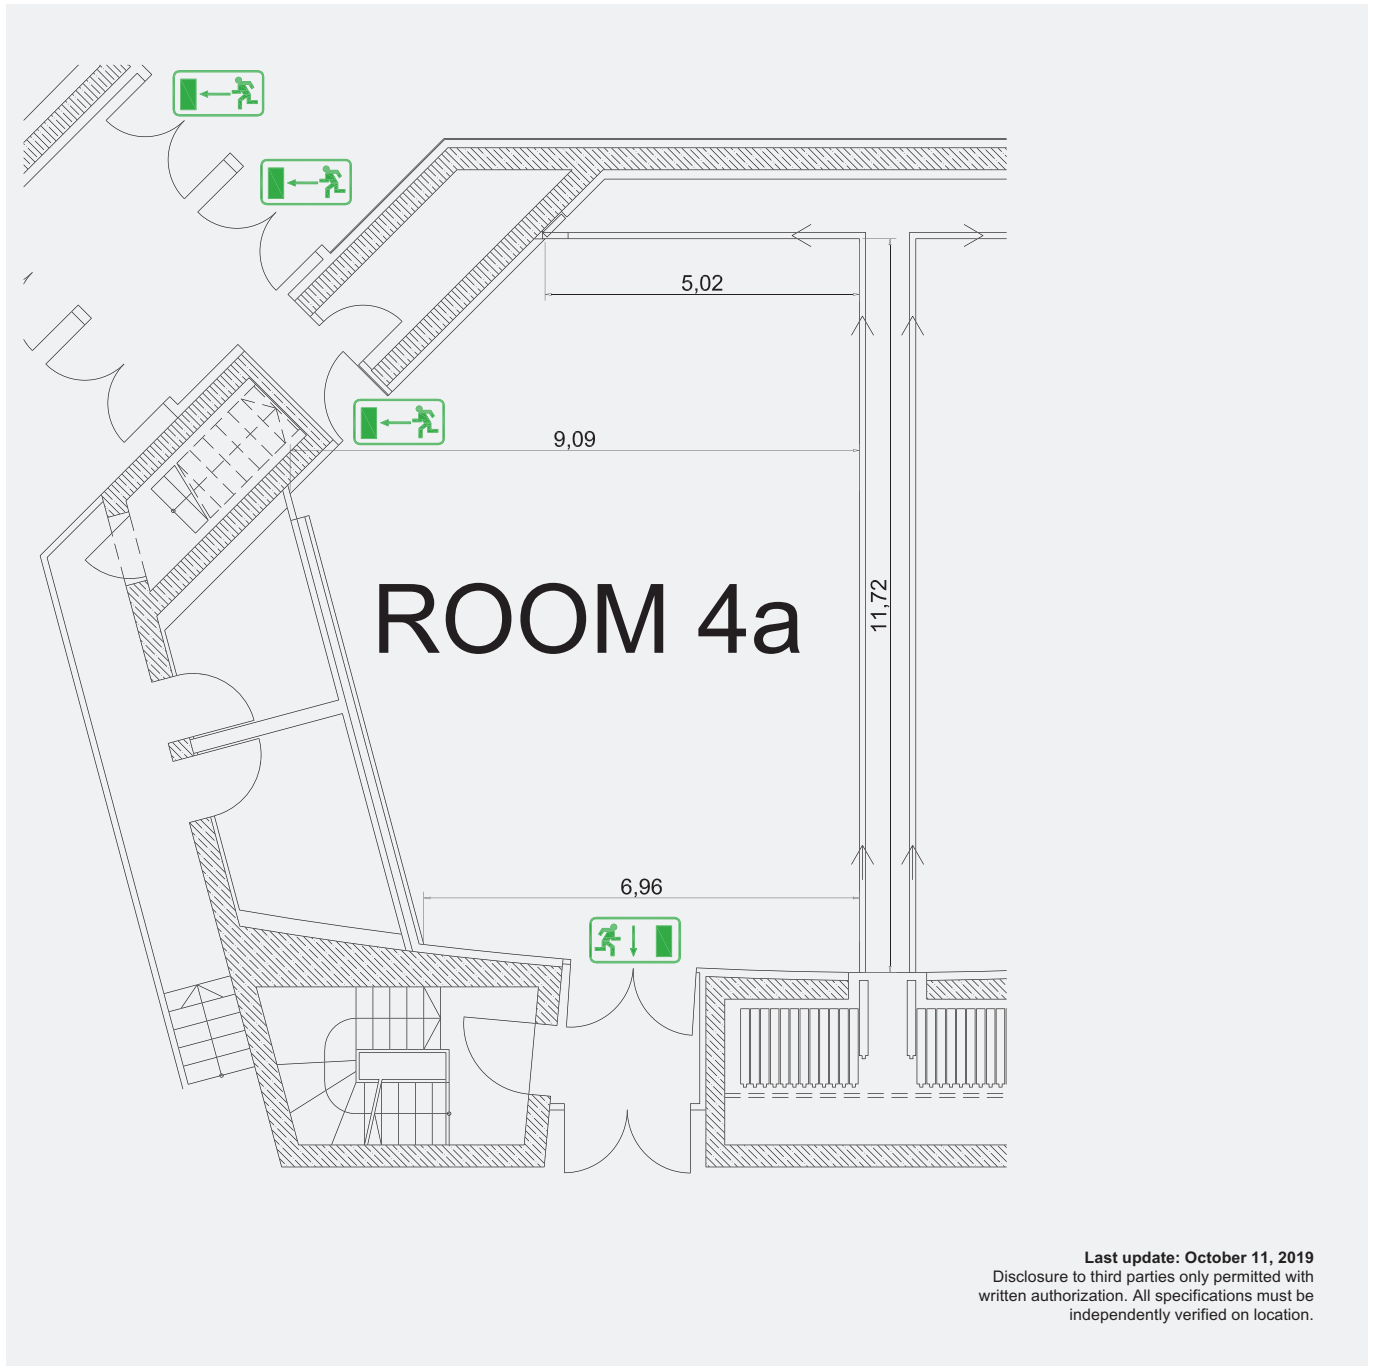 5,02
9,09
11,72
ROOM 4a
6,96
Last update: October 11, 2019
Disclosure to third parties only permitted with
written authorization. All specifications must be
independently verified on location.